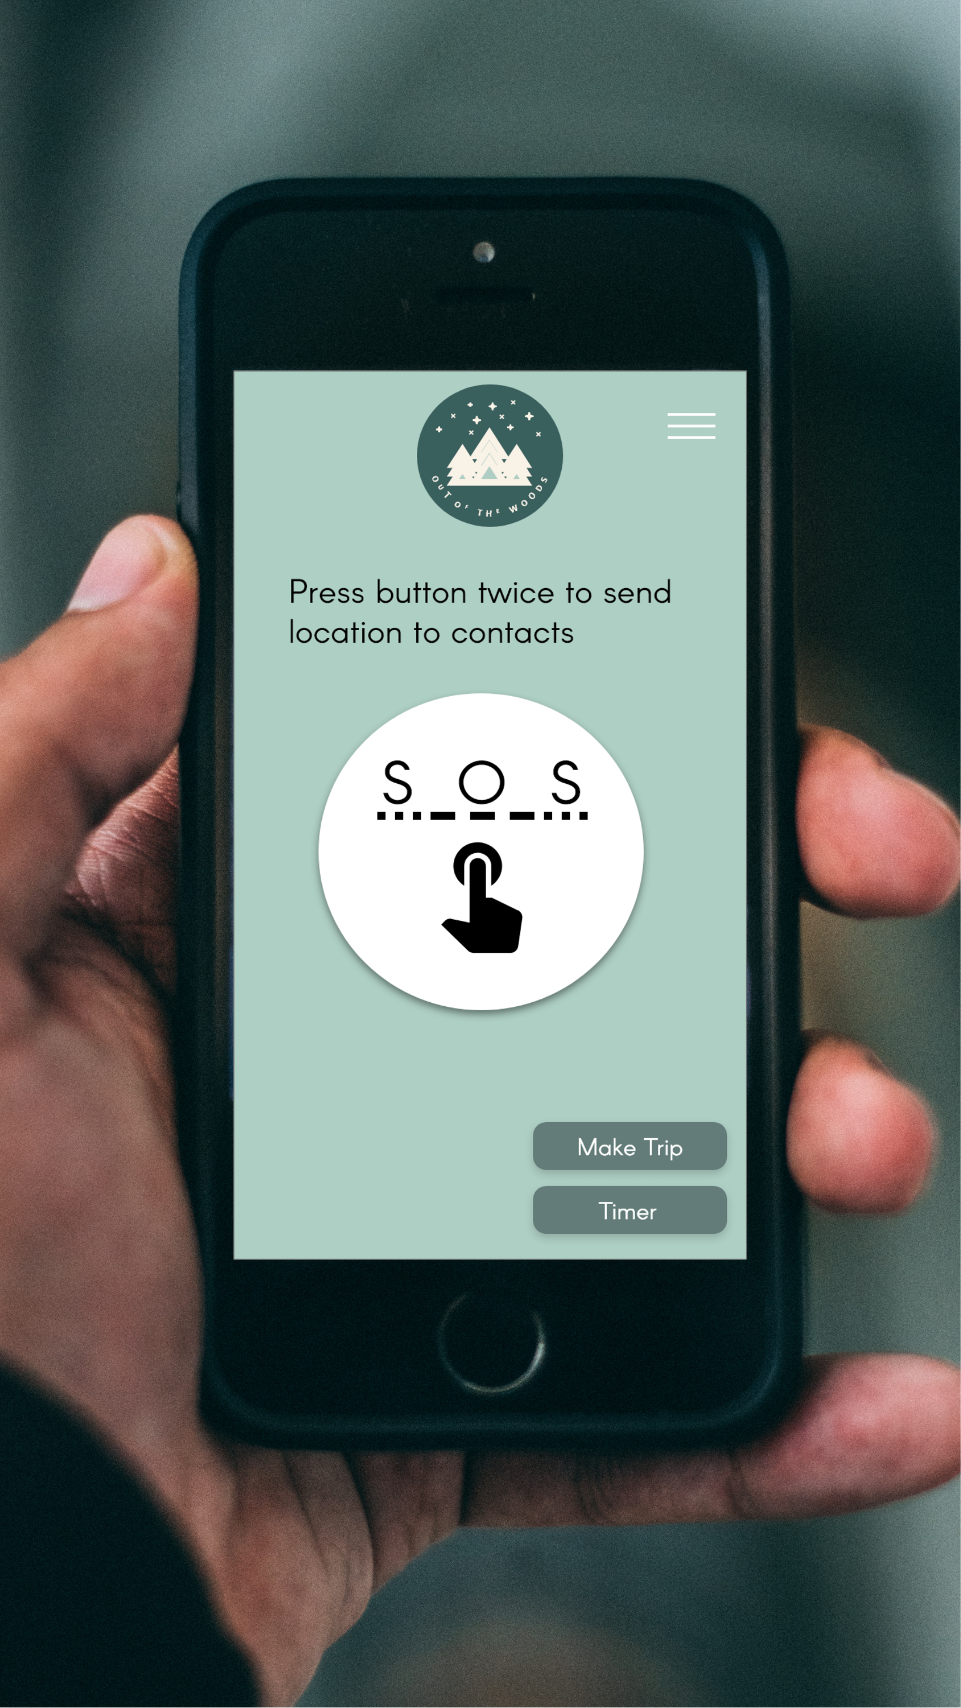 OUT OF THE WOODS
Press button twice to send
location to contacts
S O S
Make Trip
Timer